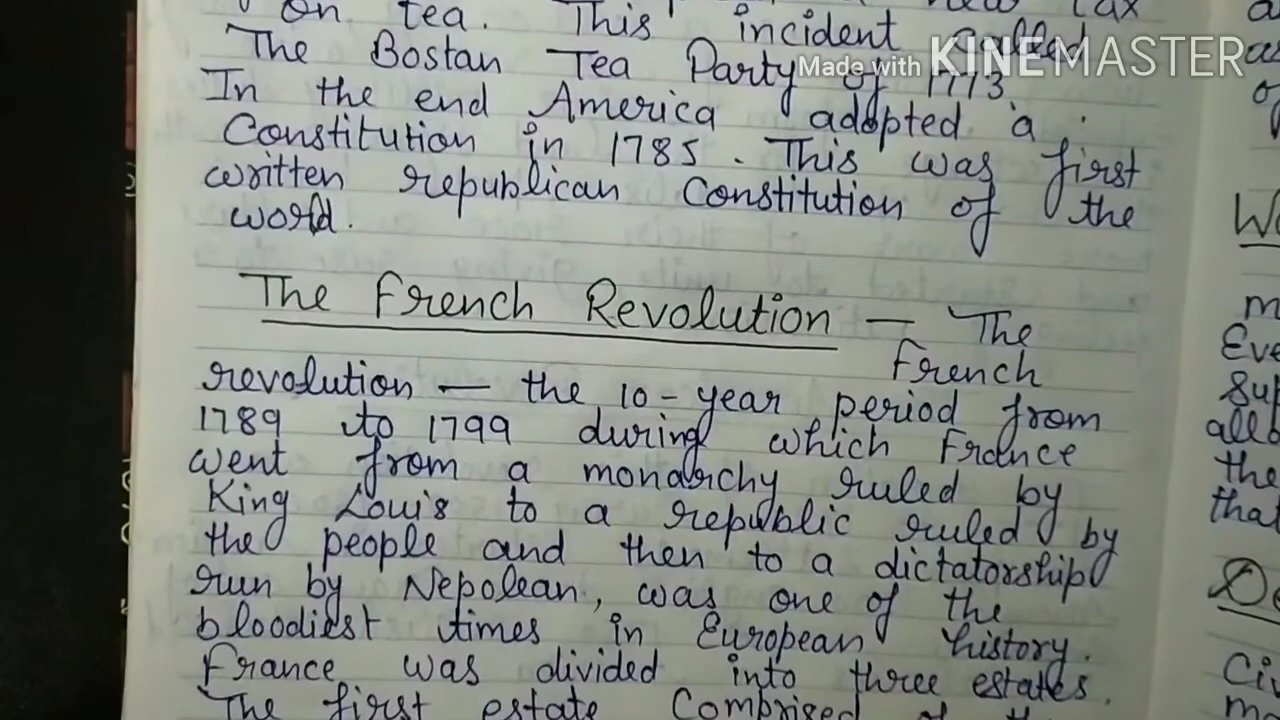 on tea. This incident called
The Bostan Tea Party of 1773.
In the end America adopted a
Constitution in 1785. This was first
written republican Constitution of the
world.
The French Revolution — The
French
revolution — the 10-year period from
1789 to 1799 during which France
went from a monarchy ruled by
King Louis to a republic ruled by
the people and then to a dictatorship
run by Nepolean, was one of the
bloodiest times in European history.
France was divided into three estates.
The first estate Comprised of
Made with KINEMASTER